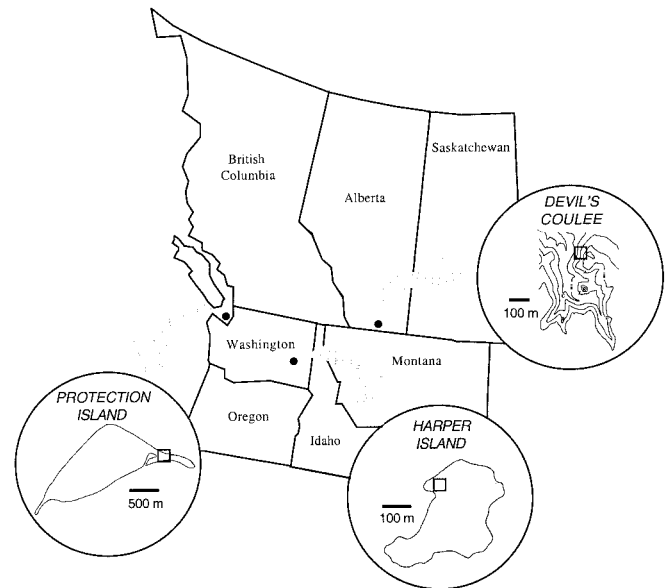 British
Columbia
Alberta
Saskatchewan
DEVIL'S
COULEE
100 m
Washington
Montana
Oregon
Idaho
PROTECTION
ISLAND
500 m
HARPER
ISLAND
100 m